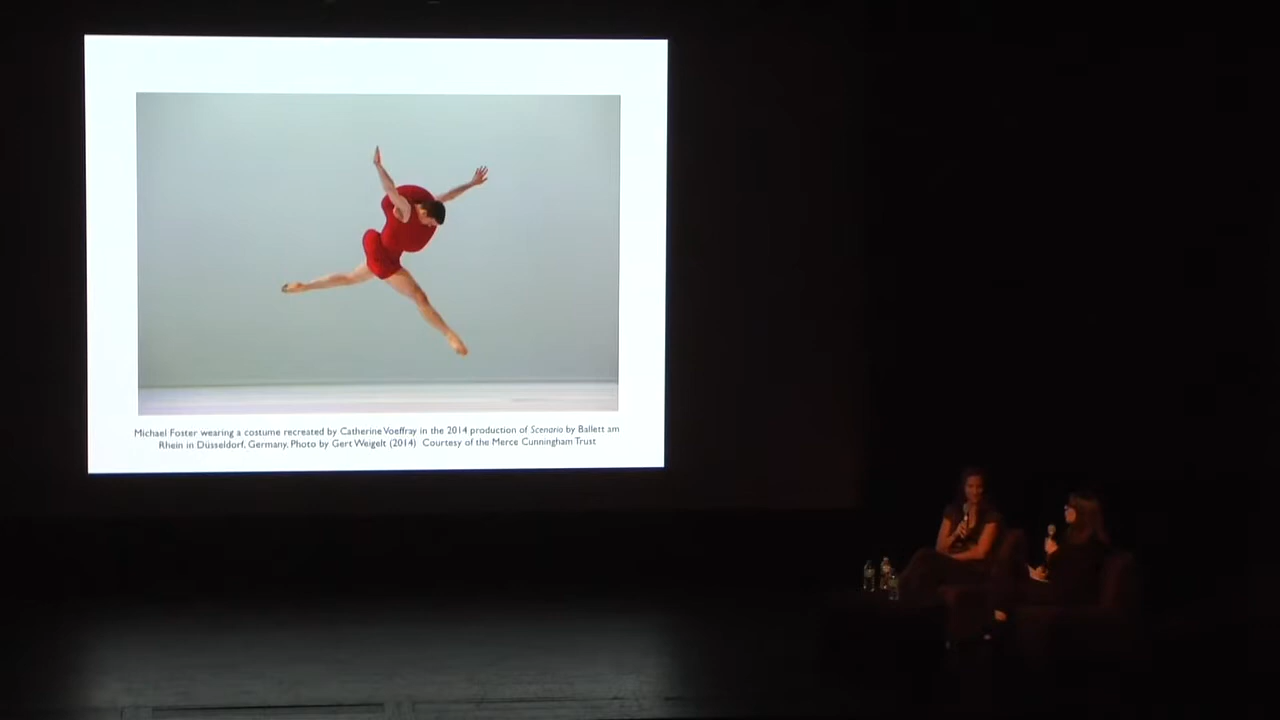 Michael Foster wearing a costume recreated by Catherine Voeffray in the 2014 production of Scenario by Ballett am
Rhein in Düsseldorf, Germany. Photo by Gert Weigelt (2014) Courtesy of the Merce Cunningham Trust